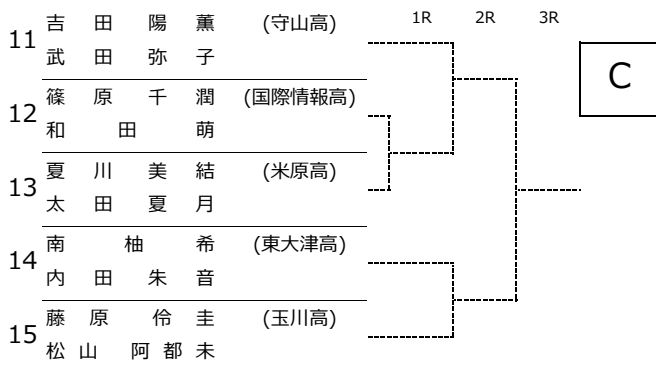 1R 2R 3R
11 吉田陽薫 (守山高)
武田弥子
C
12 篠原千潤 (国際情報高)
和田萌
13 夏川美結 (米原高)
太田夏月
14 南柚希 (東大津高)
内田朱音
15 藤原伶圭 (玉川高)
松山阿都未